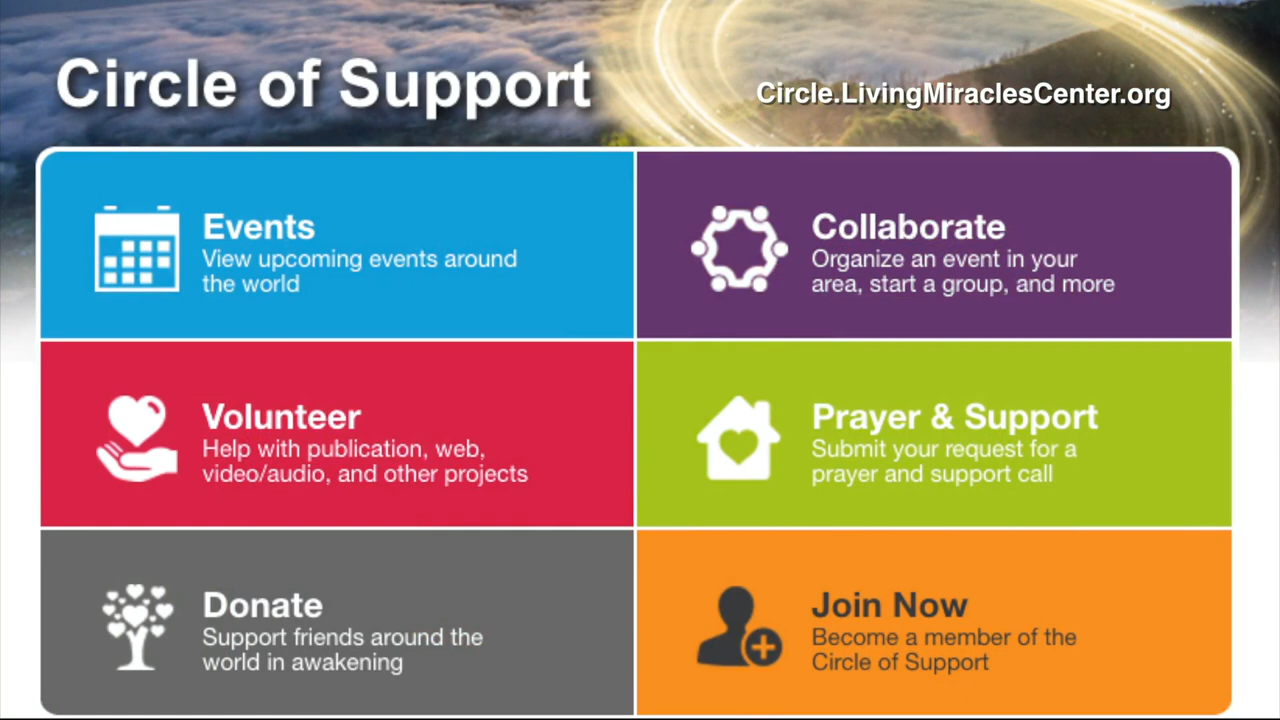 Circle of Support
Circle.LivingMiraclesCenter.org
Events
View upcoming events around
the world
Collaborate
Organize an event in your
area, start a group, and more
Volunteer
Help with publication, web,
video/audio, and other projects
Prayer & Support
Submit your request for a
prayer and support call
Donate
Support friends around the
world in awakening
Join Now
Become a member of the
Circle of Support